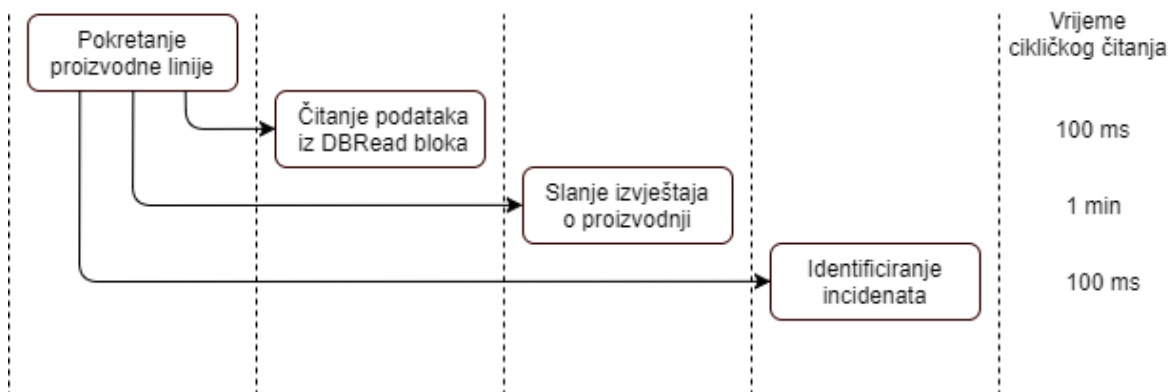 Pokretanje
proizvodne linije
Vrijeme
cikličkog čitanja
Čitanje podataka
iz DBRead bloka
100 ms
Slanje izvještaja
o proizvodnji
1 min
Identificiranje
incidenata
100 ms